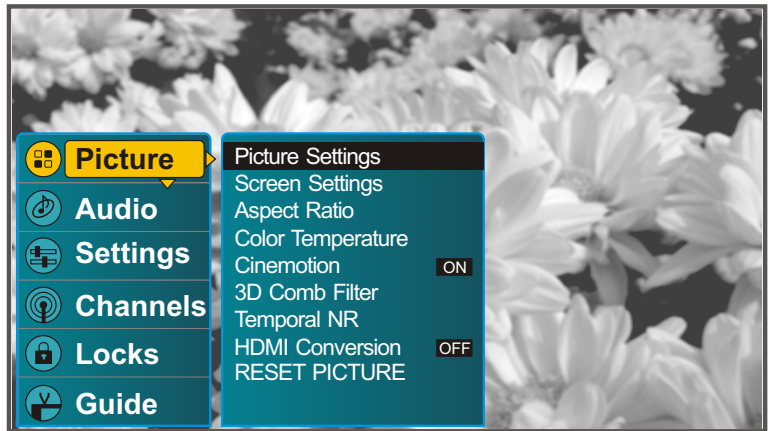 Picture
Audio
Settings
Channels
Locks
Guide
Picture Settings
Screen Settings
Aspect Ratio
Color Temperature
Cinemotion ON
3D Comb Filter
Temporal NR
HDMI Conversion OFF
RESET PICTURE